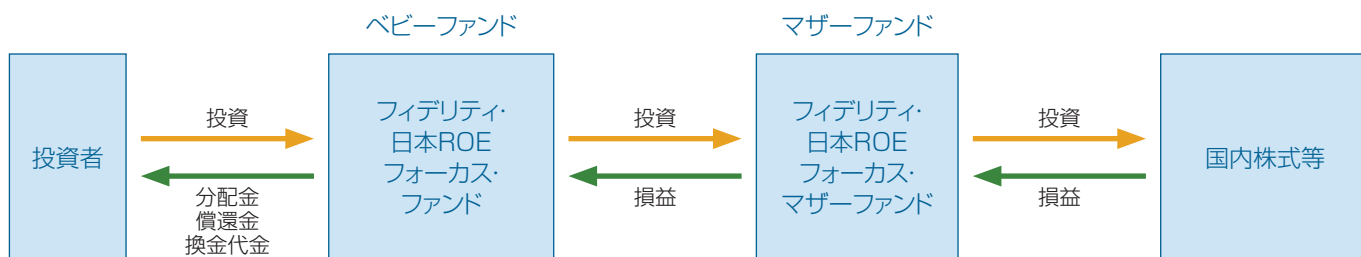 ベビーファンド
マザーファンド
投資者
投資
分配金
償還金
換金代金
フィデリティ・
日本ROE
フォーカス・
ファンド
投資
損益
フィデリティ・
日本ROE
フォーカス・
マザーファンド
投資
損益
国内株式等